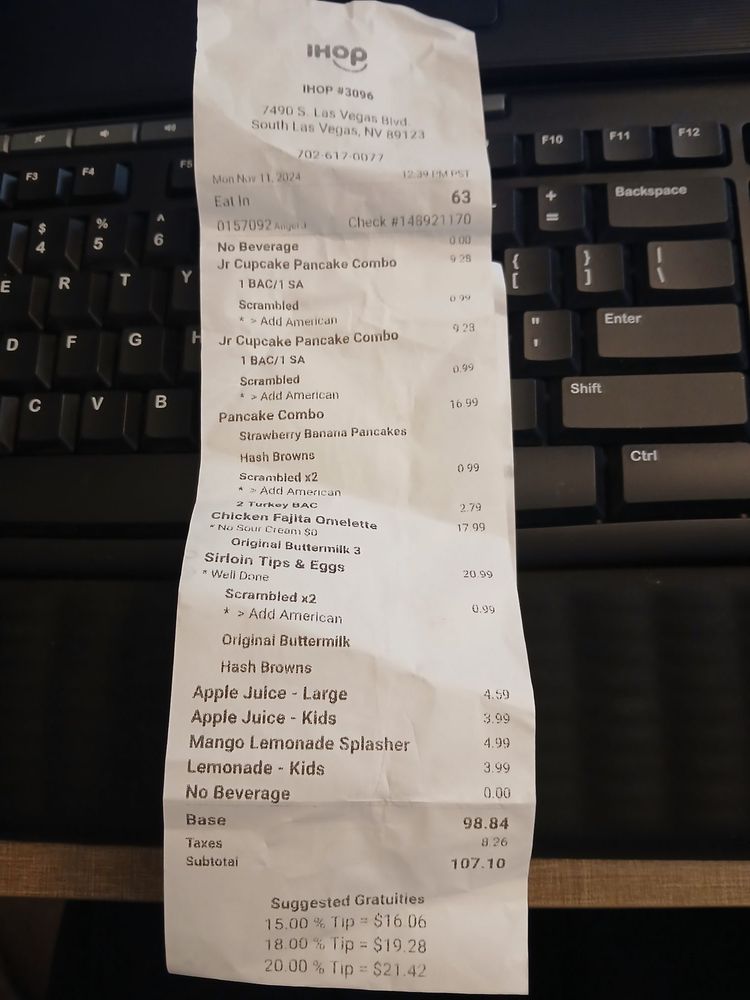 IHOP
IHOP #3096
7490 S. Las Vegas Blvd.
South Las Vegas, NV 89123
702-617-0077
Mon Nov 11, 2024 12:39 PM PST
Eat In 63
0157092 Angel J Check #148921170
No Beverage 0.00
Jr Cupcake Pancake Combo 9.28
1 BAC/1 SA
Scrambled
* > Add American 0.99
Jr Cupcake Pancake Combo 9.28
1 BAC/1 SA
Scrambled
* > Add American 0.99
Pancake Combo 16.99
Strawberry Banana Pancakes
Hash Browns
Scrambled x2
* > Add American 0.99
2 Turkey BAC 2.79
Chicken Fajita Omelette 17.99
* No Sour Cream $0
Original Buttermilk 3
Sirloin Tips & Eggs 20.99
* Well Done
Scrambled x2
* > Add American 0.99
Original Buttermilk
Hash Browns
Apple Juice - Large 4.59
Apple Juice - Kids 3.99
Mango Lemonade Splasher 4.99
Lemonade - Kids 3.99
No Beverage 0.00
Base 98.84
Taxes 8.26
Subtotal 107.10
Suggested Gratuities
15.00 % Tip = $16.06
18.00 % Tip = $19.28
20.00 % Tip = $21.42
F3 F4 F5
$ % ^
4 5 6
E R T Y
D F G H
C V B
F10 F11 F12
+ Backspace
=
{ } |
[ ] \
" Enter
'
Shift
Ctrl